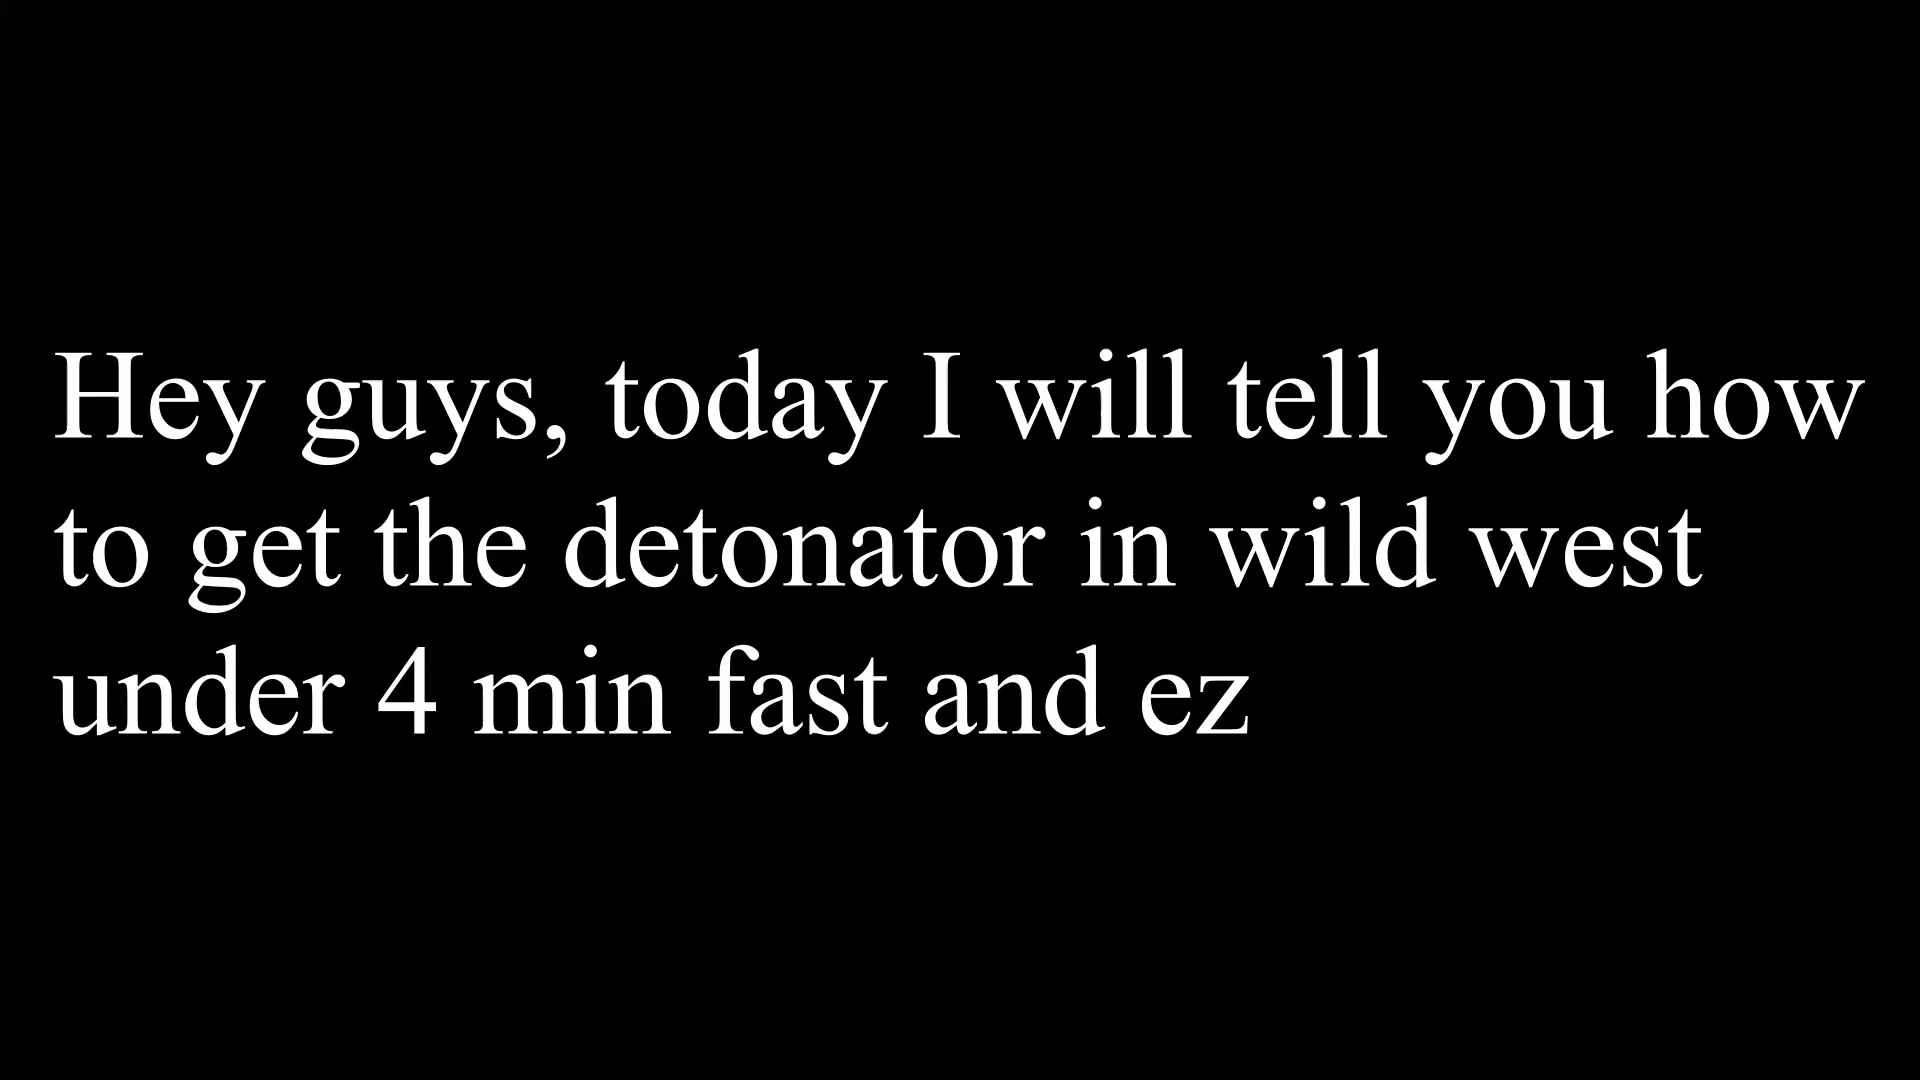 Hey guys, today I will tell you how
to get the detonator in wild west
under 4 min fast and ez